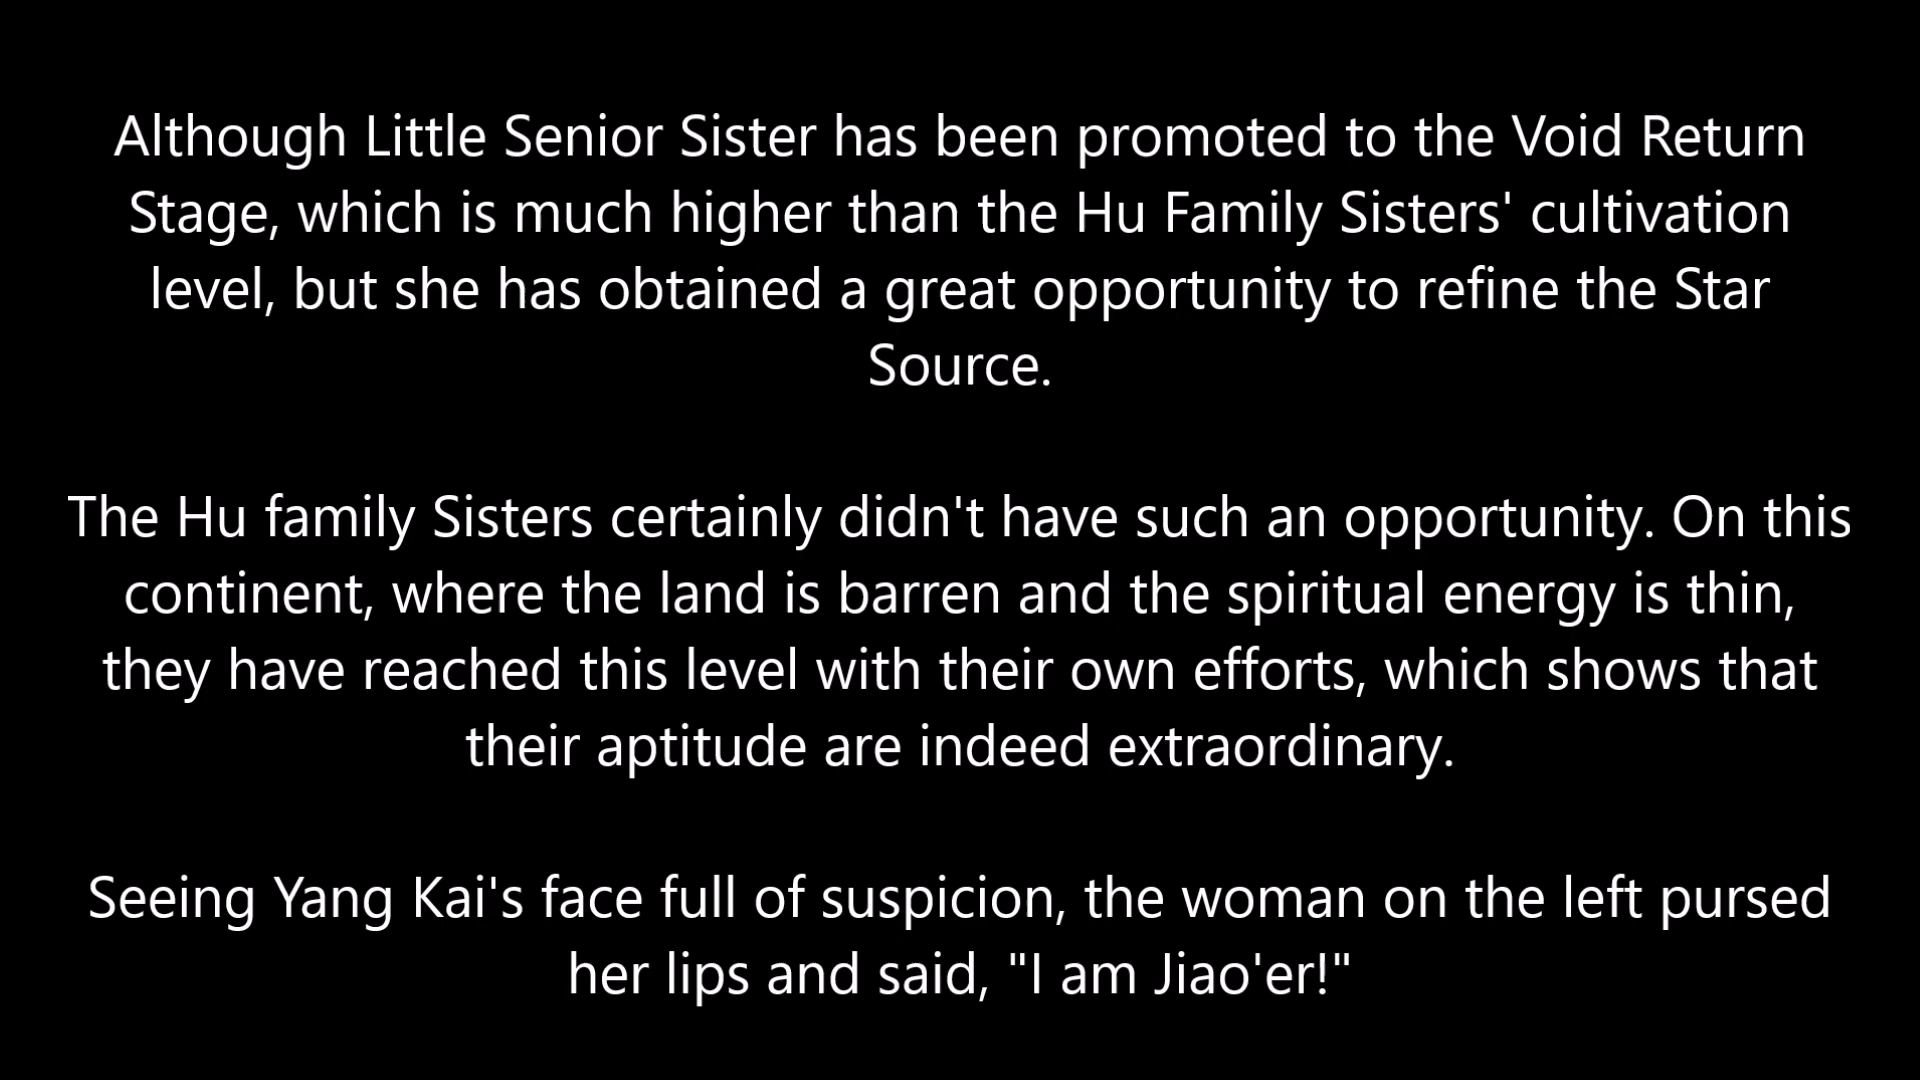 Although Little Senior Sister has been promoted to the Void Return
Stage, which is much higher than the Hu Family Sisters' cultivation
level, but she has obtained a great opportunity to refine the Star
Source.
The Hu family Sisters certainly didn't have such an opportunity. On this
continent, where the land is barren and the spiritual energy is thin,
they have reached this level with their own efforts, which shows that
their aptitude are indeed extraordinary.
Seeing Yang Kai's face full of suspicion, the woman on the left pursed
her lips and said, "I am Jiao'er!"